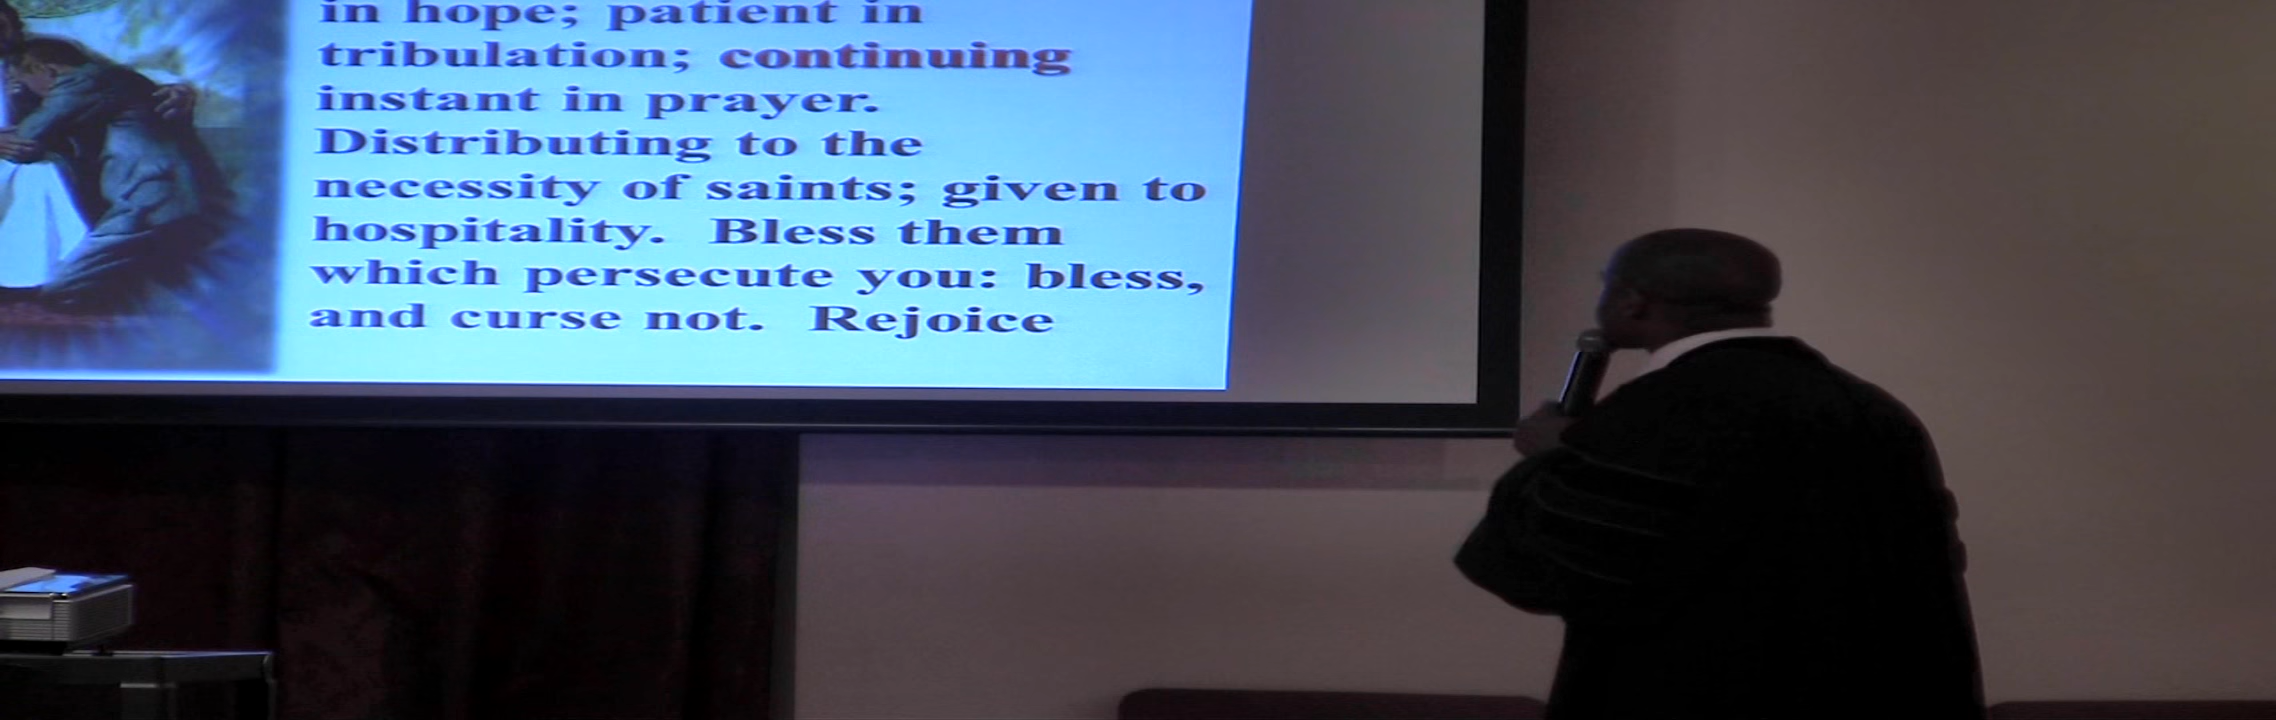 in hope; patient in
tribulation; continuing
instant in prayer.
Distributing to the
necessity of saints; given to
hospitality. Bless them
which persecute you: bless,
and curse not. Rejoice